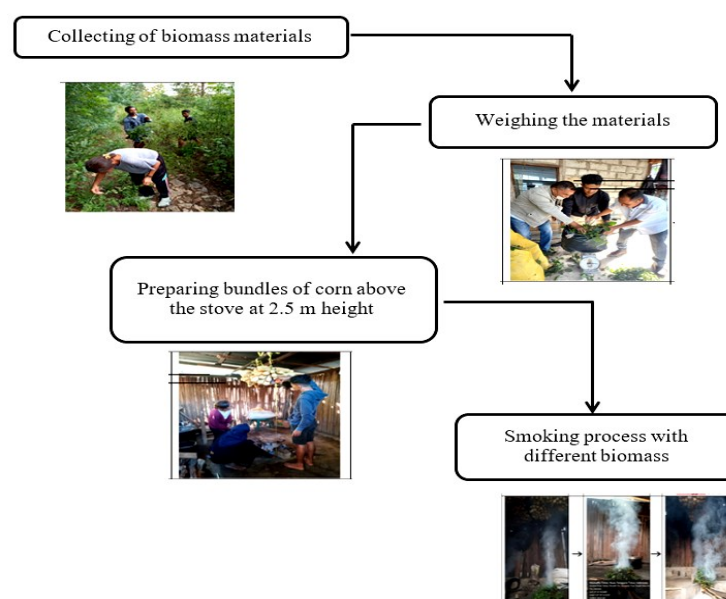 Collecting of biomass materials
Weighing the materials
Preparing bundles of corn above
the stove at 2.5 m height
Smoking process with
different biomass